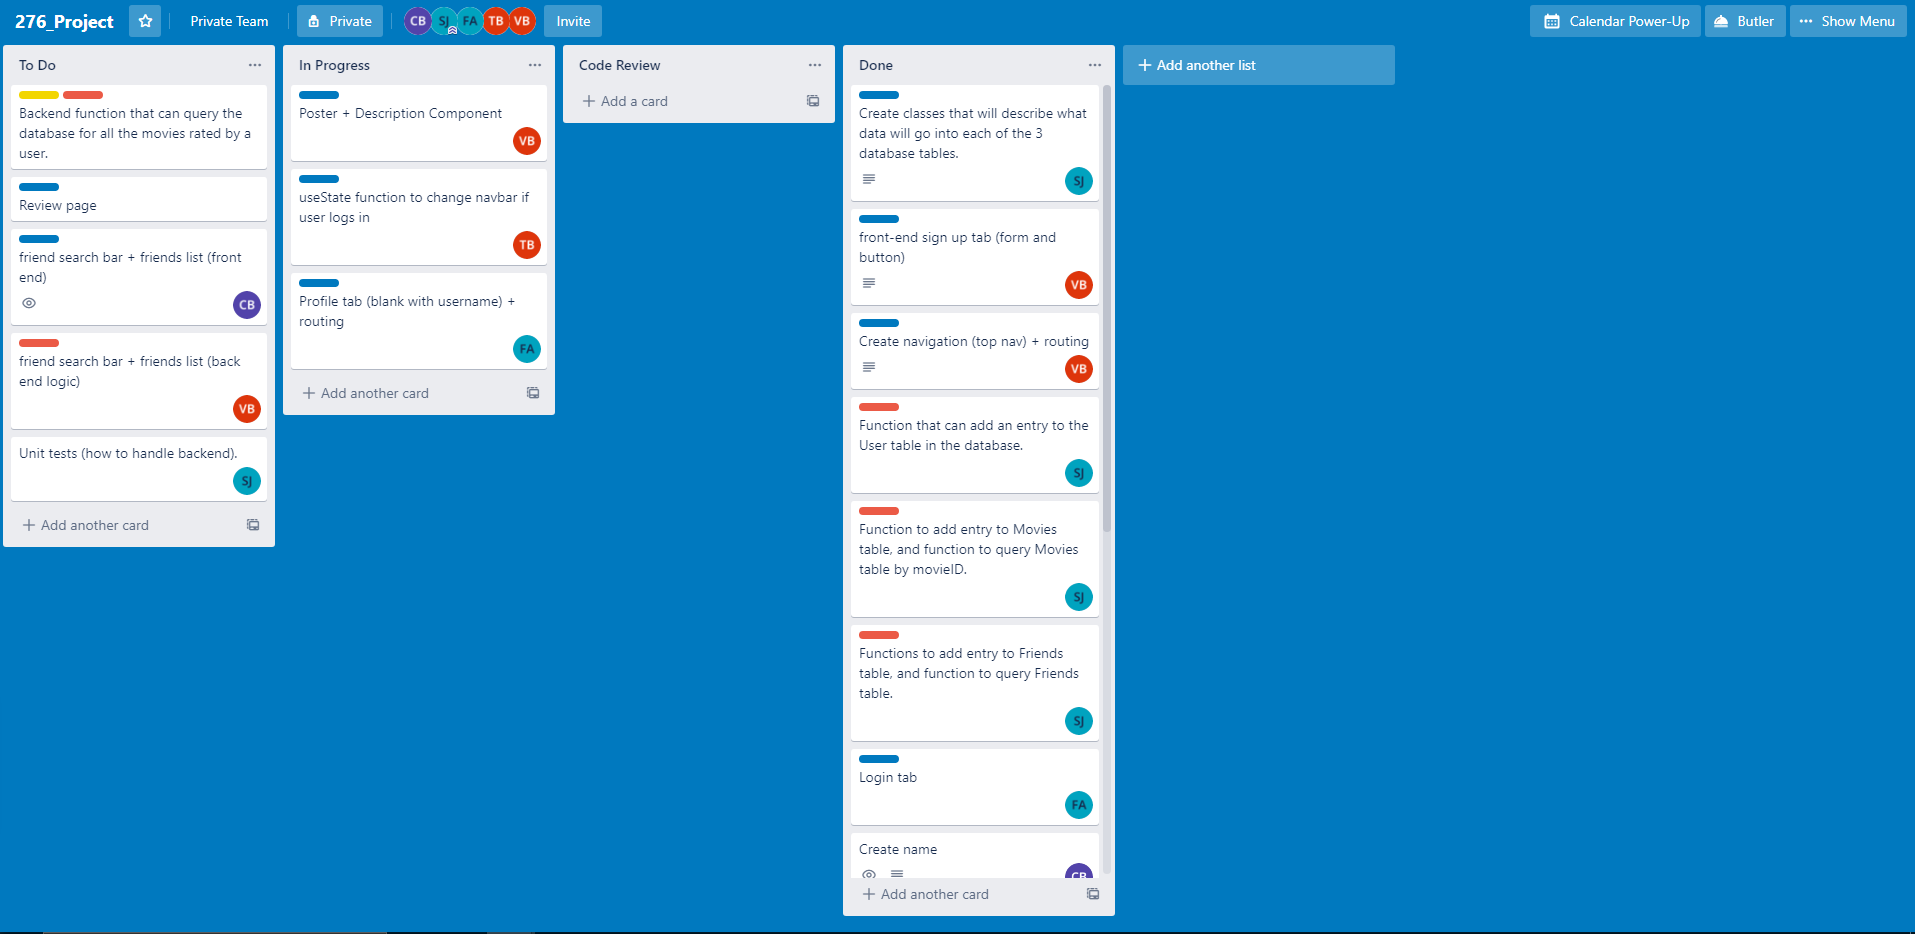 276_Project
Private Team
Private
CB SJ FA TB VB
Invite
Calendar Power-Up
Butler
Show Menu
To Do
Backend function that can query the
database for all the movies rated by a
user.
Review page
friend search bar + friends list (front
end)
CB
friend search bar + friends list (back
end logic)
VB
Unit tests (how to handle backend).
SJ
+ Add another card
In Progress
Poster + Description Component
VB
useState function to change navbar if
user logs in
TB
Profile tab (blank with username) +
routing
FA
+ Add another card
Code Review
+ Add a card
Done
Create classes that will describe what
data will go into each of the 3
database tables.
SJ
front-end sign up tab (form and
button)
VB
Create navigation (top nav) + routing
VB
Function that can add an entry to the
User table in the database.
SJ
Function to add entry to Movies
table, and function to query Movies
table by movieID.
SJ
Functions to add entry to Friends
table, and function to query Friends
table.
SJ
Login tab
FA
Create name
CB
+ Add another card
+ Add another list